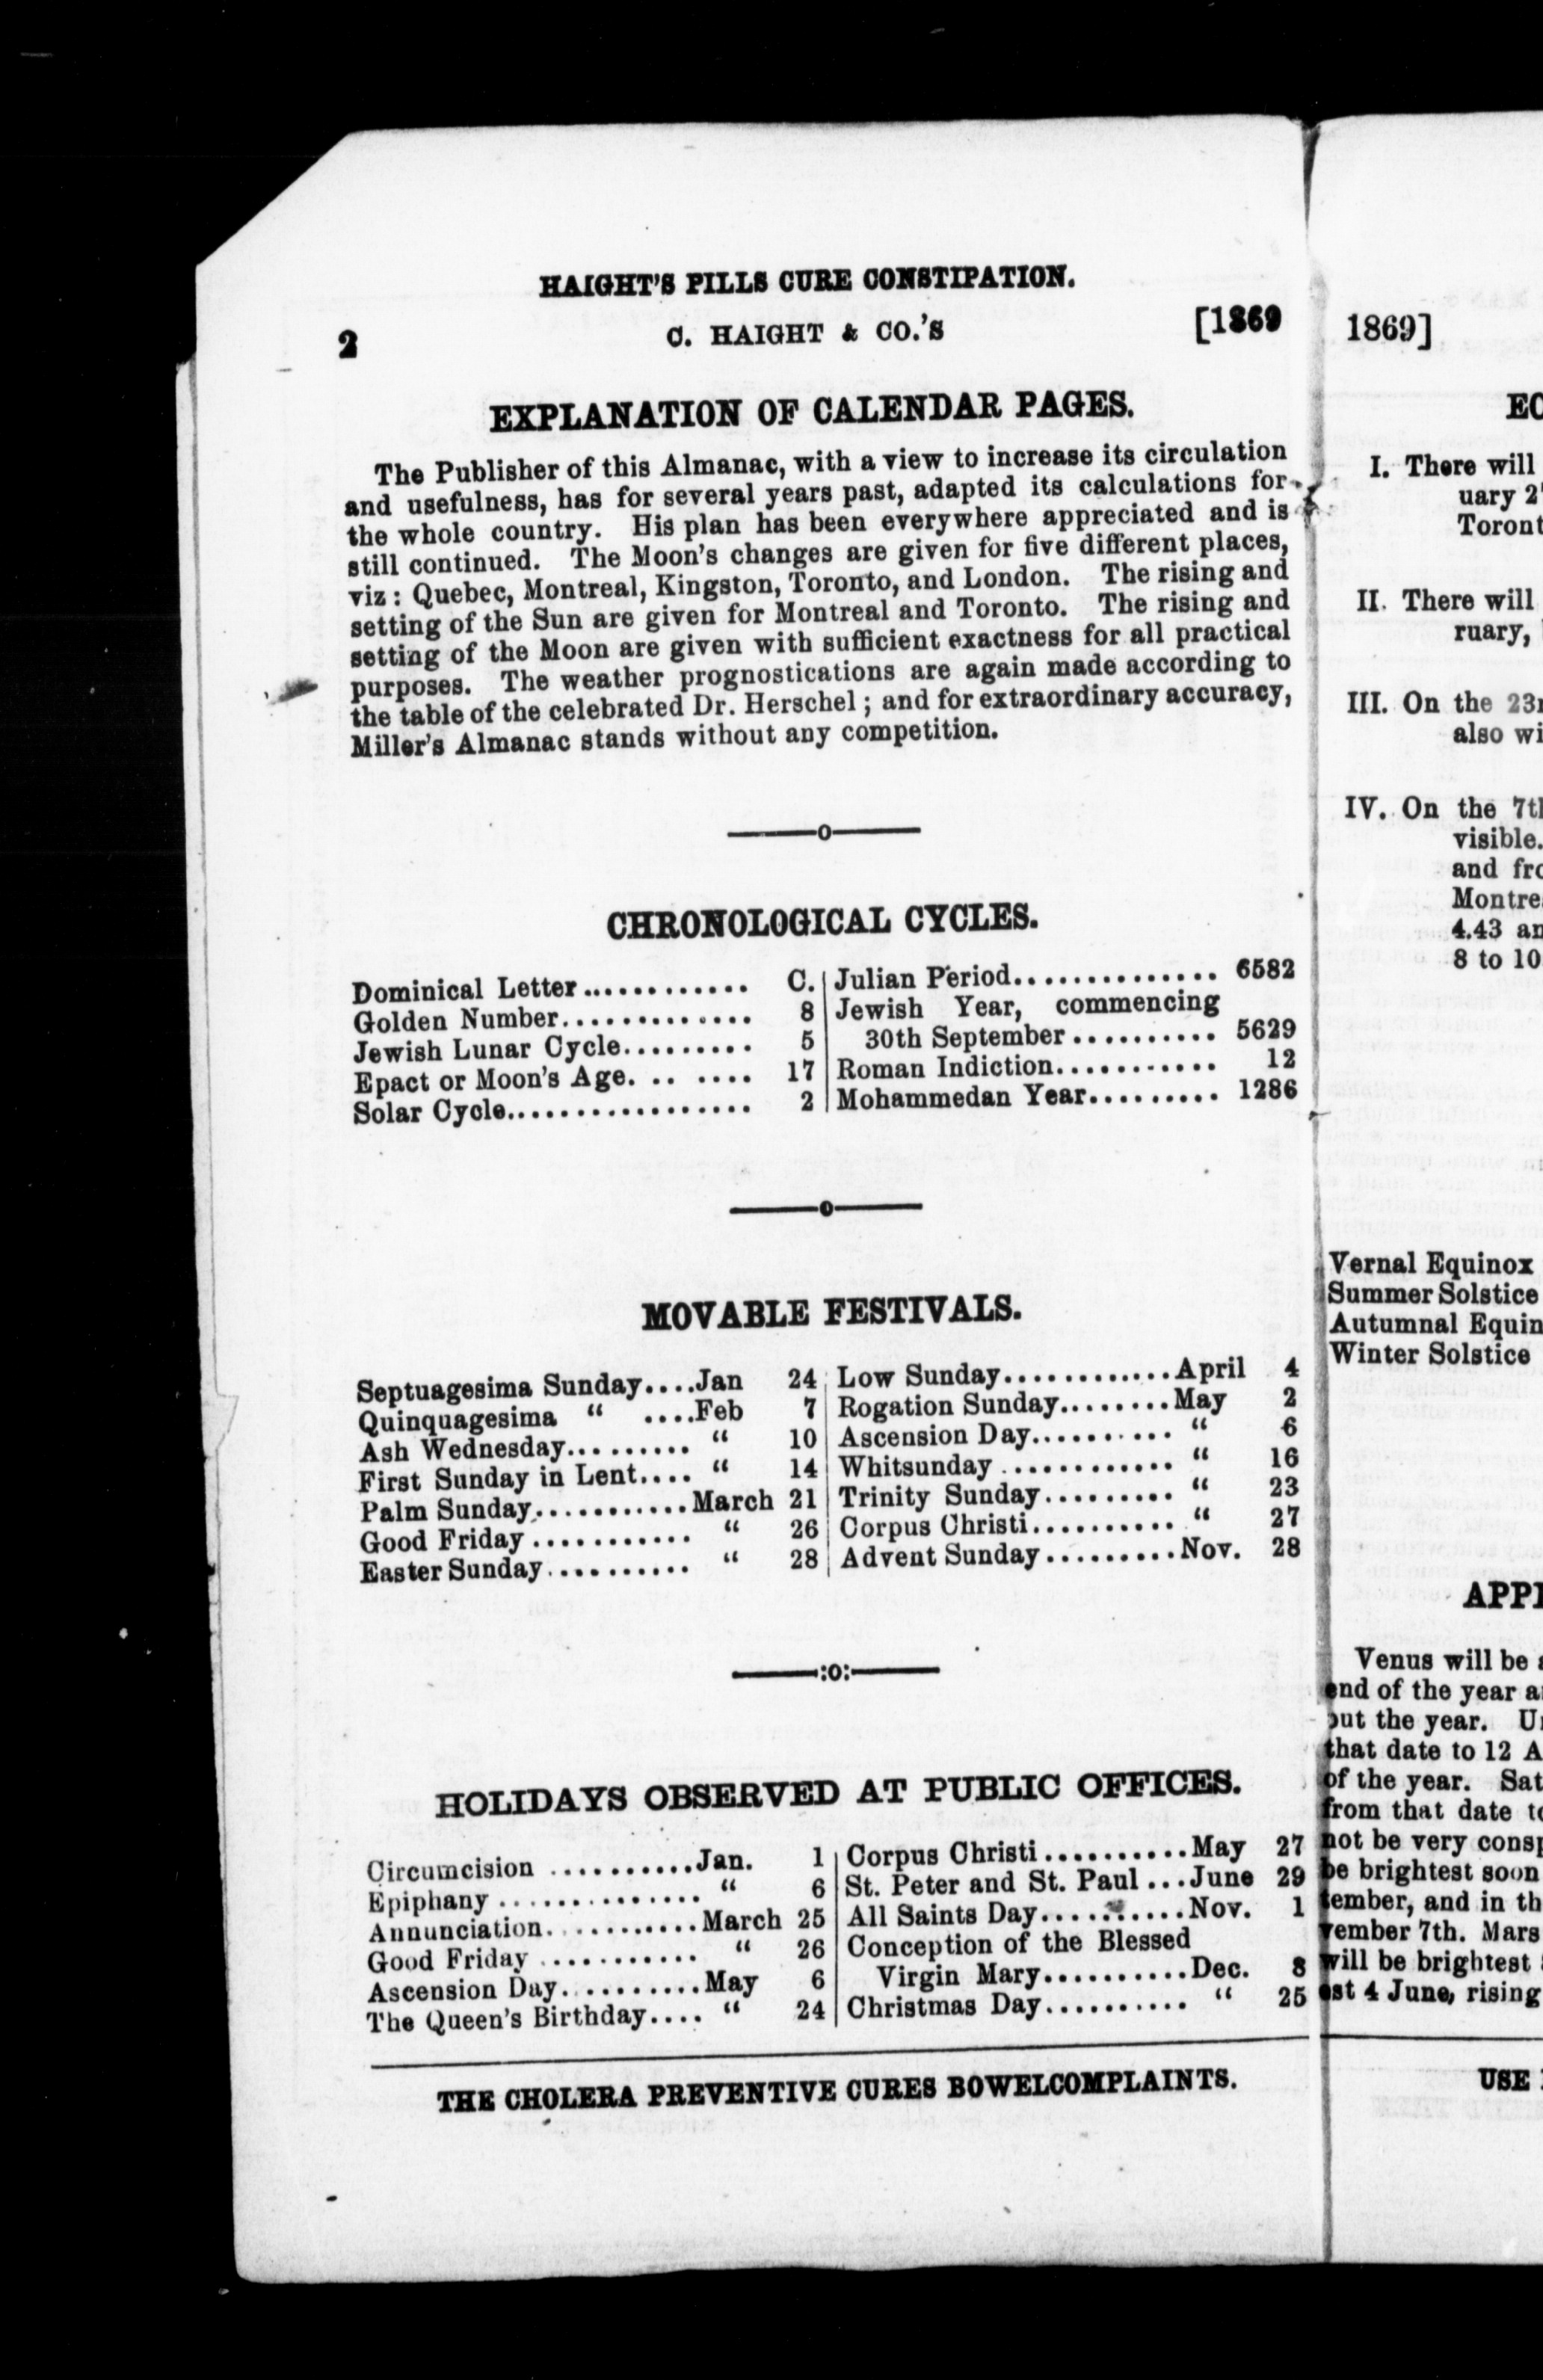 HAIGHT'S PILLS CURE CONSTIPATION.
2 C. HAIGHT & CO.'S [1869
EXPLANATION OF CALENDAR PAGES.
The Publisher of this Almanac, with a view to increase its circulation
and usefulness, has for several years past, adapted its calculations for
the whole country. His plan has been everywhere appreciated and is
still continued. The Moon's changes are given for five different places,
viz: Quebec, Montreal, Kingston, Toronto, and London. The rising and
setting of the Sun are given for Montreal and Toronto. The rising and
setting of the Moon are given with sufficient exactness for all practical
purposes. The weather prognostications are again made according to
the table of the celebrated Dr. Herschel; and for extraordinary accuracy,
Miller's Almanac stands without any competition.
CHRONOLOGICAL CYCLES.
Dominical Letter............ C.
Golden Number.............. 8
Jewish Lunar Cycle......... 5
Epact or Moon's Age. .. .... 17
Solar Cycle................. 2
Julian Period.............. 6582
Jewish Year, commencing
30th September .......... 5629
Roman Indiction........... 12
Mohammedan Year......... 1286
MOVABLE FESTIVALS.
Septuagesima Sunday....Jan 24
Quinquagesima “ ....Feb 7
Ash Wednesday.......... “ 10
First Sunday in Lent.... “ 14
Palm Sunday............March 21
Good Friday ........... “ 26
Easter Sunday.......... “ 28
Low Sunday.............April 4
Rogation Sunday........May 2
Ascension Day.......... “ 6
Whitsunday ............ “ 16
Trinity Sunday......... “ 23
Corpus Christi.......... “ 27
Advent Sunday.........Nov. 28
HOLIDAYS OBSERVED AT PUBLIC OFFICES.
Circumcision ..........Jan. 1
Epiphany .............. “ 6
Annunciation...........March 25
Good Friday ........... “ 26
Ascension Day..........May 6
The Queen's Birthday.... “ 24
Corpus Christi..........May 27
St. Peter and St. Paul ...June 29
All Saints Day..........Nov. 1
Conception of the Blessed
Virgin Mary..........Dec. 8
Christmas Day.......... “ 25
THE CHOLERA PREVENTIVE CURES BOWELCOMPLAINTS.
1869]
I. There will
uary
Toront
II. There will
ruary,
III. On the
also wi
IV. On the
visible.
and
Montre
4.43
8 to 10
Vernal Equinox
Summer Solstice
Autumnal Equin
Winter Solstice
Venus will be
end of the year
out the year.
that date to 12
of the year.
from that date
not be very
be brightest soon
tember, and in
vember 7th. Mars
will be brightest
est 4 June, rising
USE